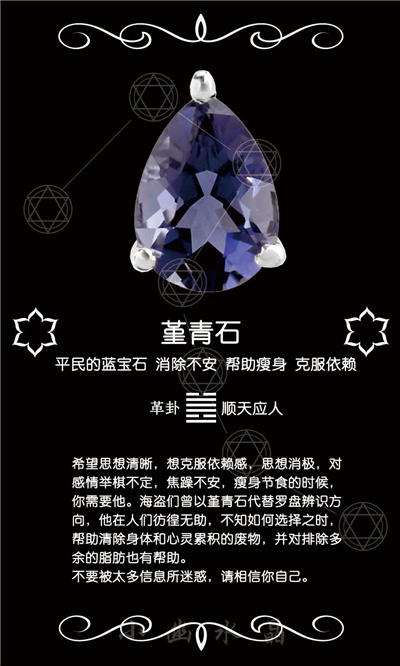 堇青石
平民的蓝宝石 消除不安 帮助瘦身 克服依赖
革卦 顺天应人
希望思想清晰，想克服依赖感，思想消极，对
感情举棋不定，焦躁不安，瘦身节食的时候，
你需要他。海盗们曾以堇青石代替罗盘辨识方
向，他在人们彷徨无助，不知如何选择之时，
帮助清除身体和心灵累积的废物，并对排除多
余的脂肪也有帮助。
不要被太多信息所迷惑，请相信你自己。
小幽水晶